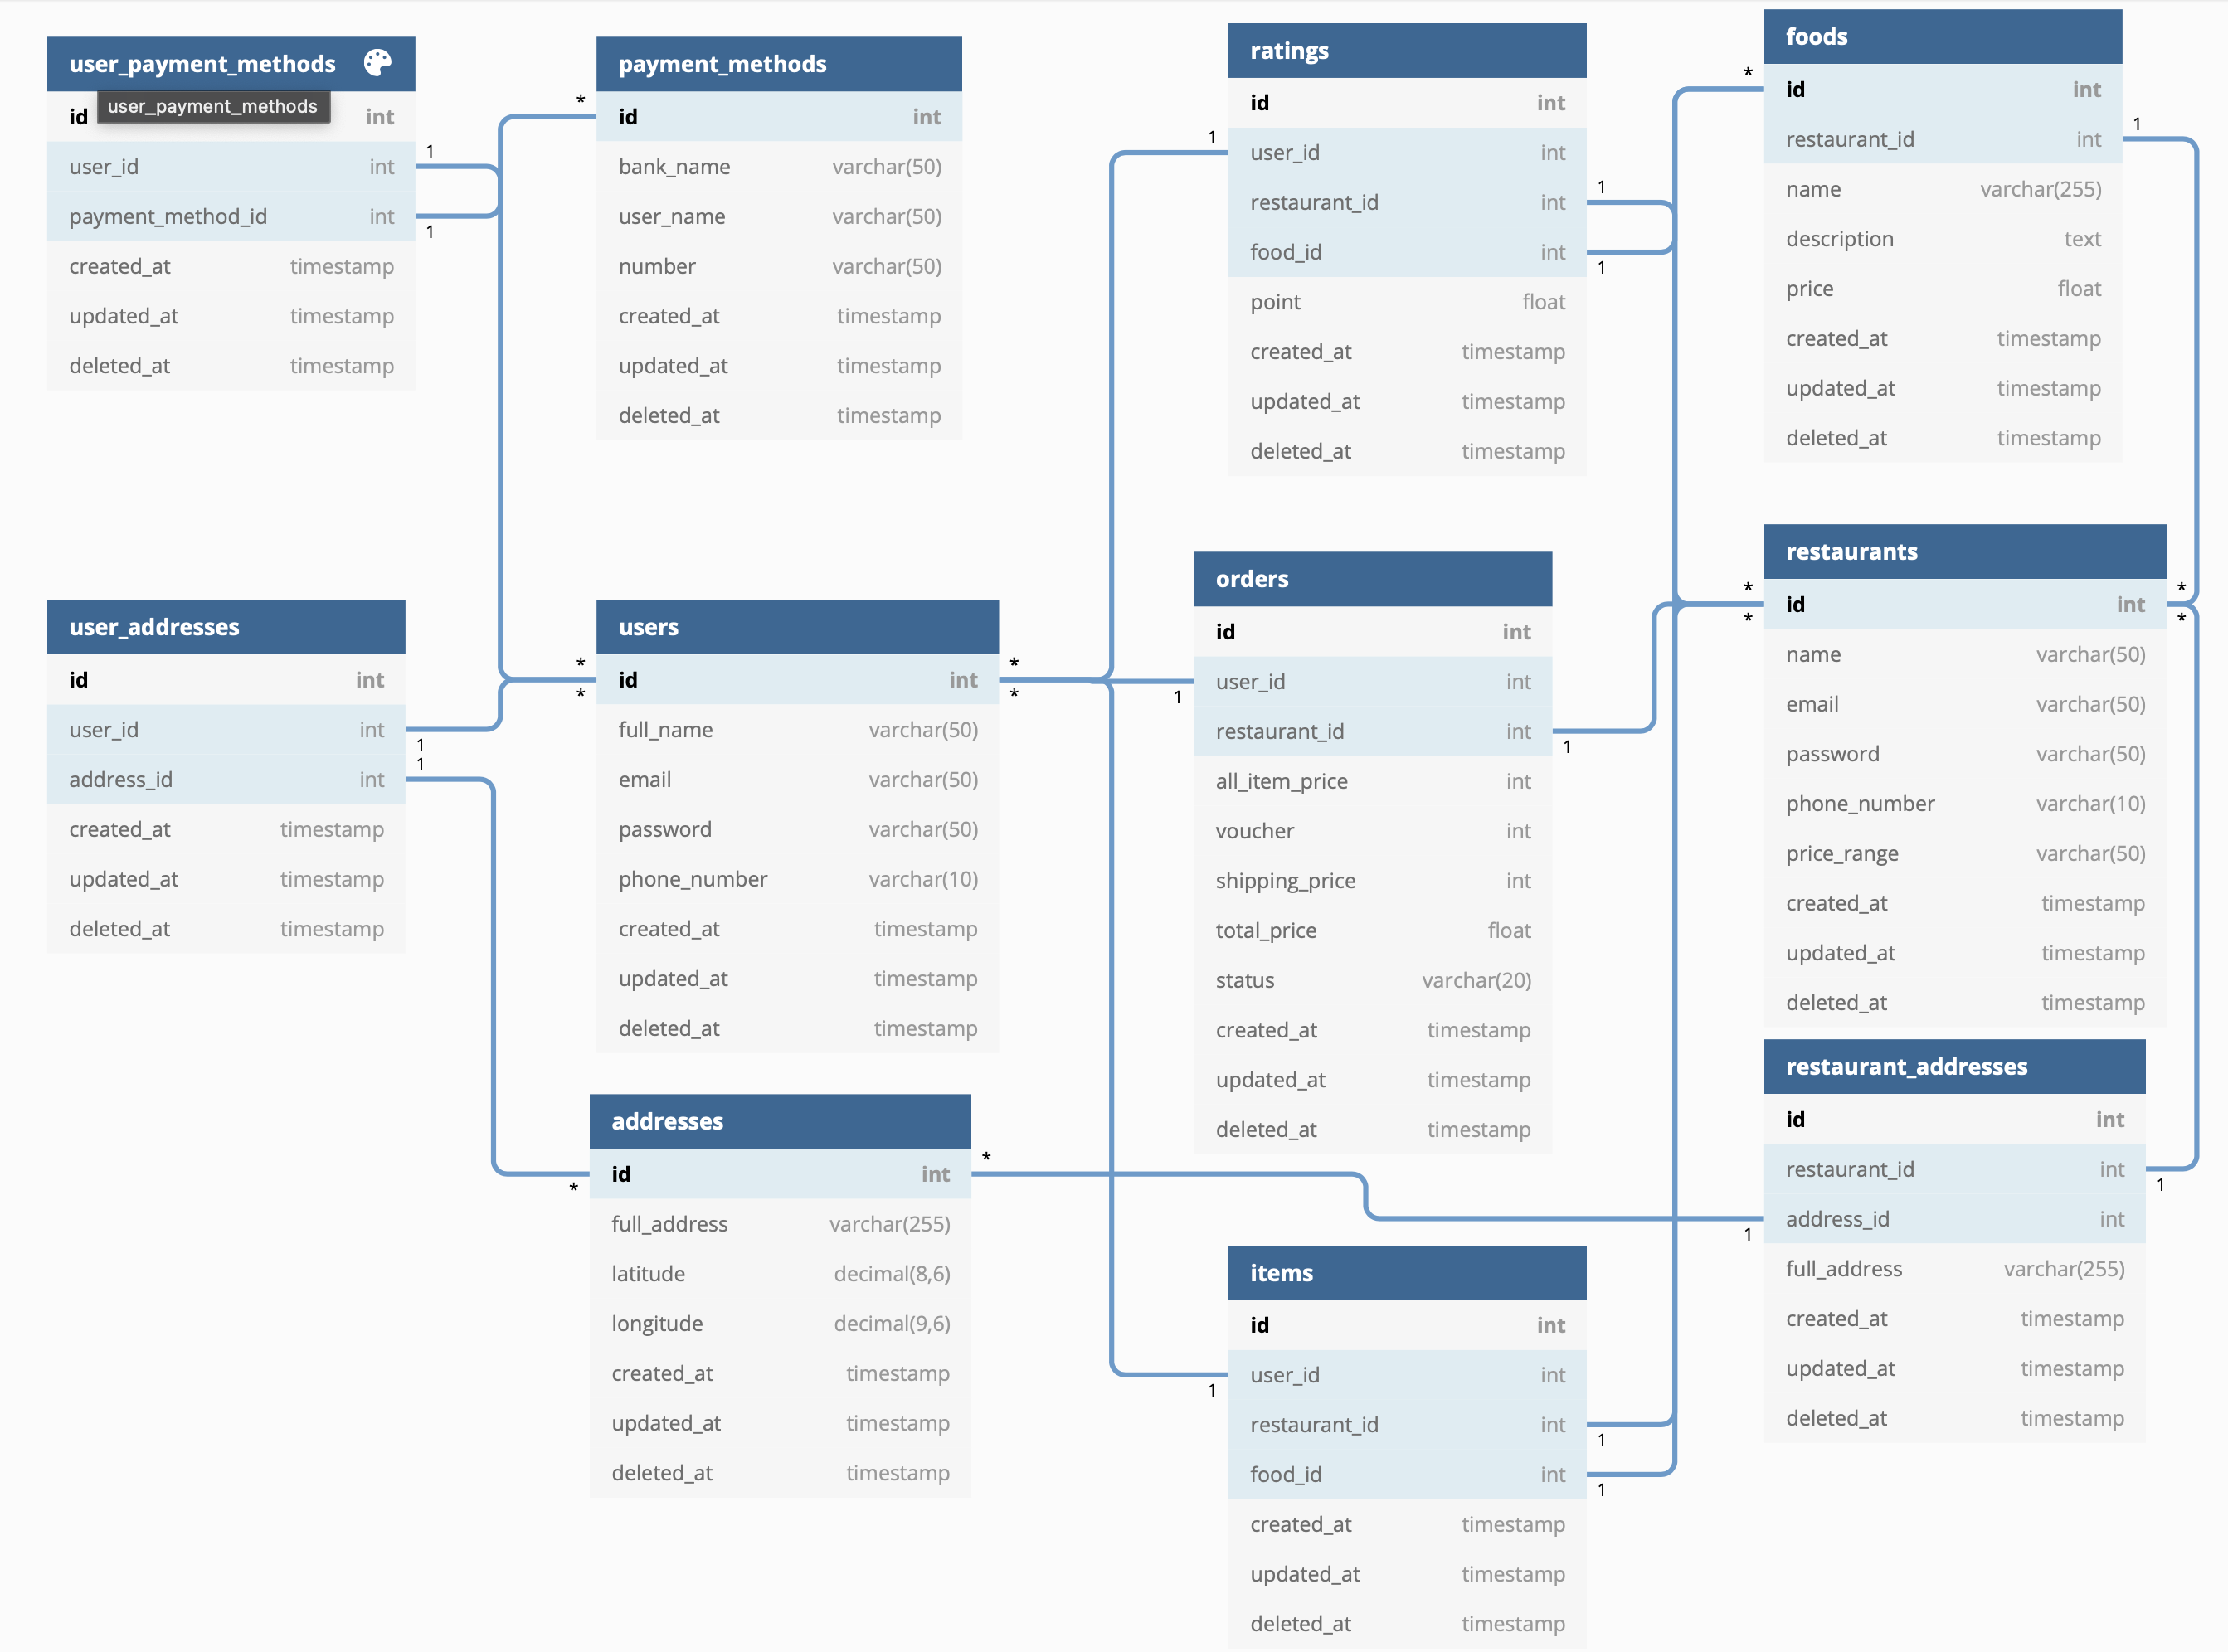 user_payment_methods
id int
user_payment_methods
user_id int
payment_method_id int
created_at timestamp
updated_at timestamp
deleted_at timestamp
1
1
payment_methods
* id int
bank_name varchar(50)
user_name varchar(50)
number varchar(50)
created_at timestamp
updated_at timestamp
deleted_at timestamp
ratings
id int
1 user_id int
restaurant_id int 1
food_id int 1
point float
created_at timestamp
updated_at timestamp
deleted_at timestamp
foods
* id int
restaurant_id int 1
name varchar(255)
description text
price float
created_at timestamp
updated_at timestamp
deleted_at timestamp
user_addresses
id int
user_id int 1
address_id int 1
created_at timestamp
updated_at timestamp
deleted_at timestamp
users
* *
id int
* *
full_name varchar(50)
email varchar(50)
password varchar(50)
phone_number varchar(10)
created_at timestamp
updated_at timestamp
deleted_at timestamp
orders
id int
user_id int
1
restaurant_id int
1
all_item_price int
voucher int
shipping_price int
total_price float
status varchar(20)
created_at timestamp
updated_at timestamp
deleted_at timestamp
restaurants
* *
id int
* *
name varchar(50)
email varchar(50)
password varchar(50)
phone_number varchar(10)
price_range varchar(50)
created_at timestamp
updated_at timestamp
deleted_at timestamp
addresses
*
id int
*
full_address varchar(255)
latitude decimal(8,6)
longitude decimal(9,6)
created_at timestamp
updated_at timestamp
deleted_at timestamp
restaurant_addresses
id int
restaurant_id int
1
address_id int
1
full_address varchar(255)
created_at timestamp
updated_at timestamp
deleted_at timestamp
items
id int
user_id int
1
restaurant_id int
1
food_id int
1
created_at timestamp
updated_at timestamp
deleted_at timestamp